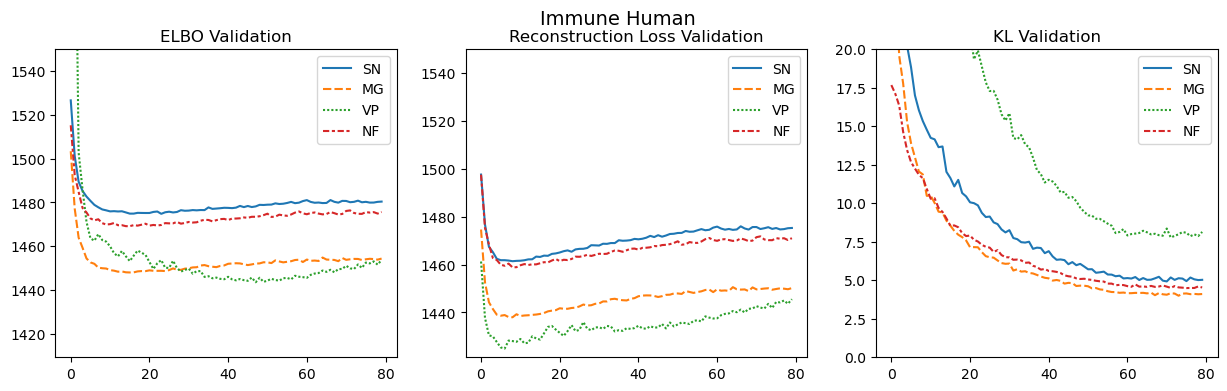 Immune Human
ELBO Validation
1540
1520
1500
1480
1460
1440
1420
0
20
40
60
80
SN
MG
VP
NF
Reconstruction Loss Validation
1540
1520
1500
1480
1460
1440
0
20
40
60
80
SN
MG
VP
NF
KL Validation
20.0
17.5
15.0
12.5
10.0
7.5
5.0
2.5
0.0
0
20
40
60
80
SN
MG
VP
NF